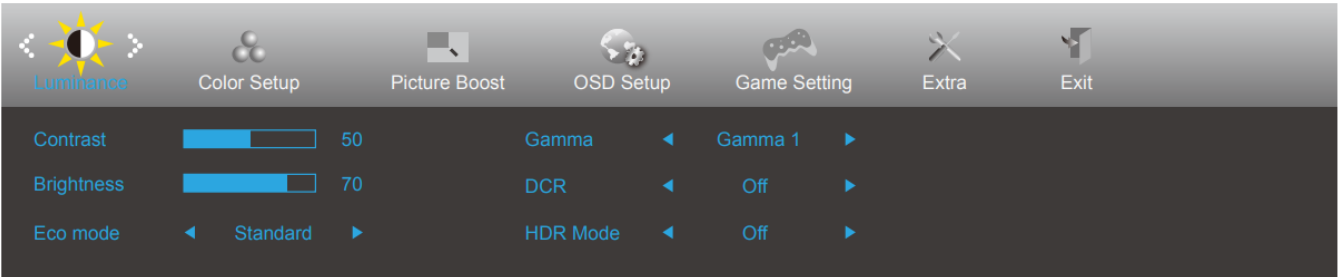 Luminance Color Setup Picture Boost OSD Setup Game Setting Extra Exit
Contrast 50 Gamma Gamma 1
Brightness 70 DCR Off
Eco mode Standard HDR Mode Off